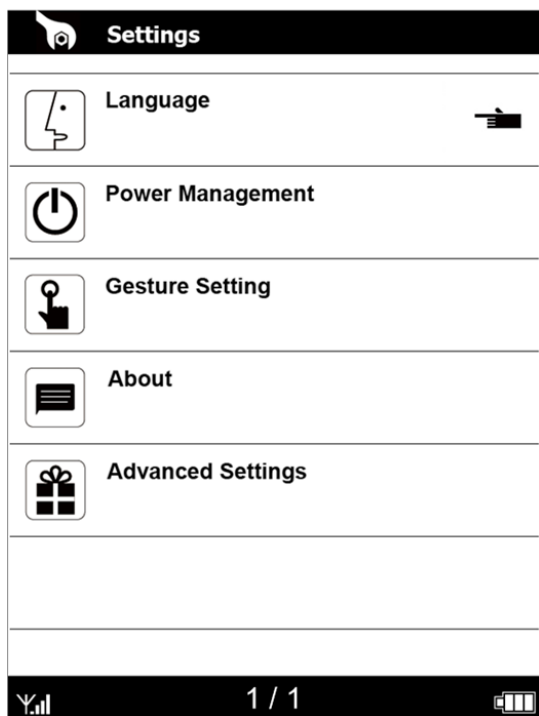 Settings
Language
Power Management
Gesture Setting
About
Advanced Settings
1 / 1